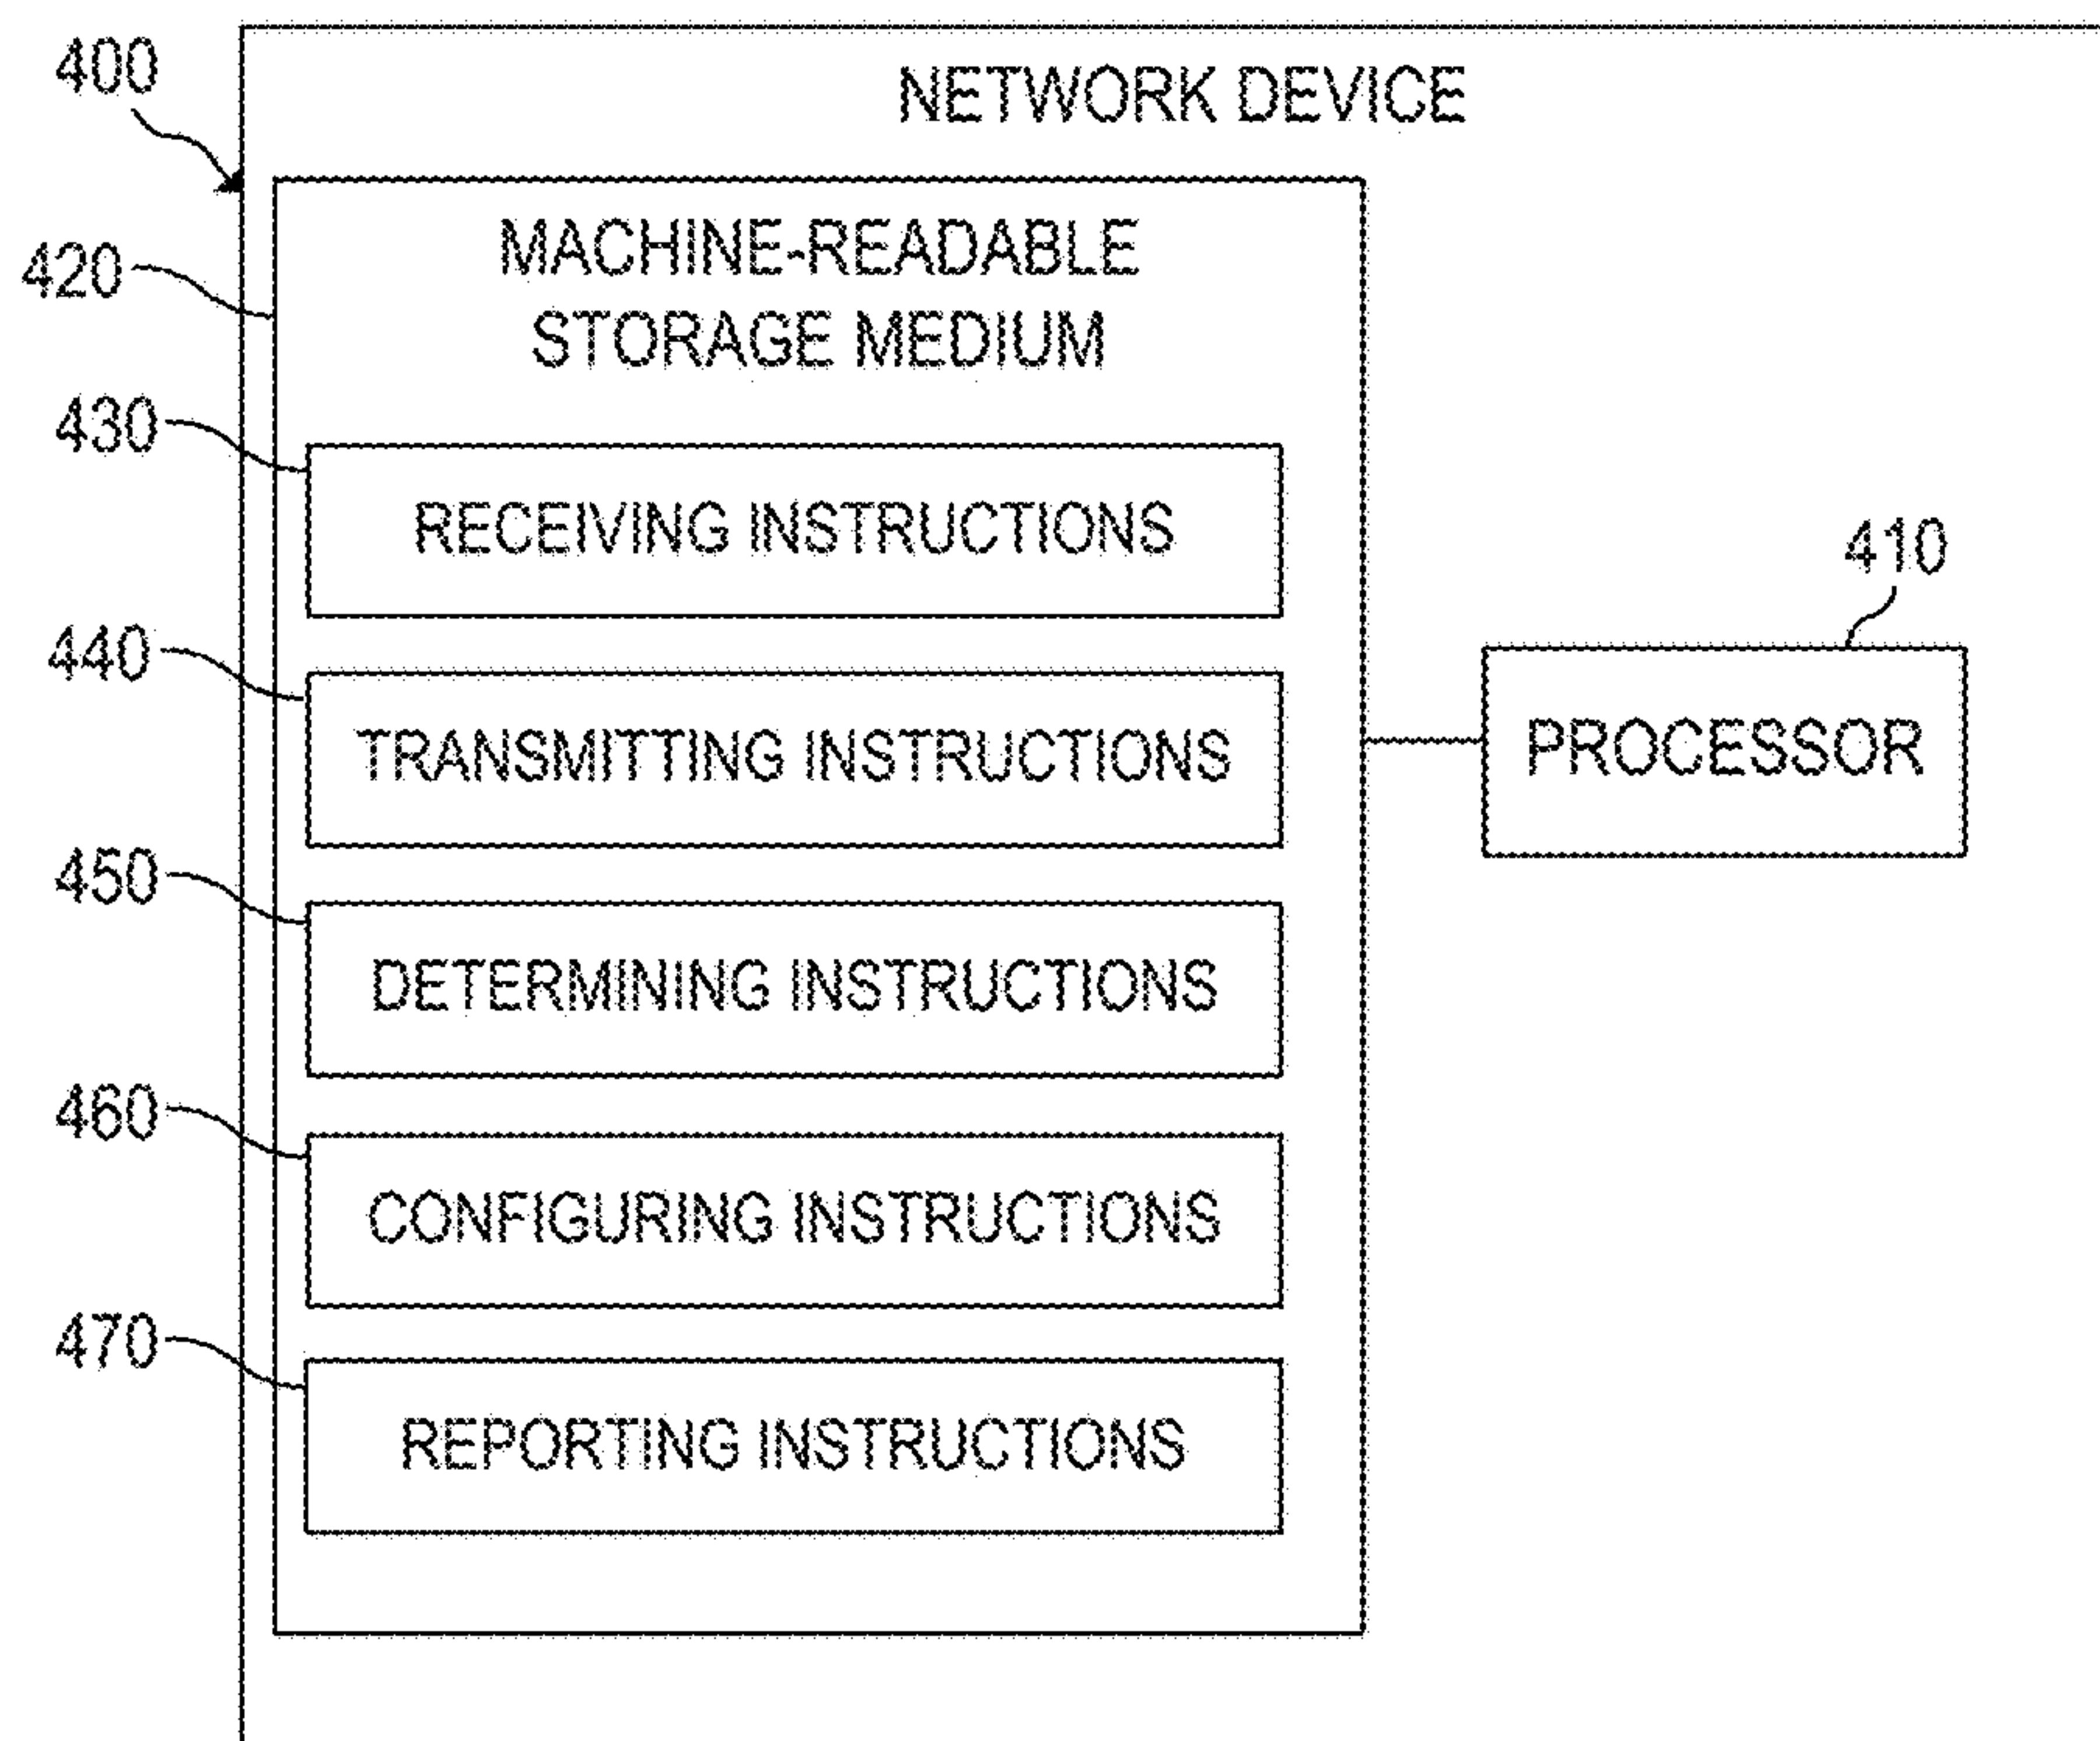 400
NETWORK DEVICE
420
MACHINE-READABLE
STORAGE MEDIUM
430
RECEIVING INSTRUCTIONS
410
440
TRANSMITTING INSTRUCTIONS
PROCESSOR
450
DETERMINING INSTRUCTIONS
460
CONFIGURING INSTRUCTIONS
470
REPORTING INSTRUCTIONS